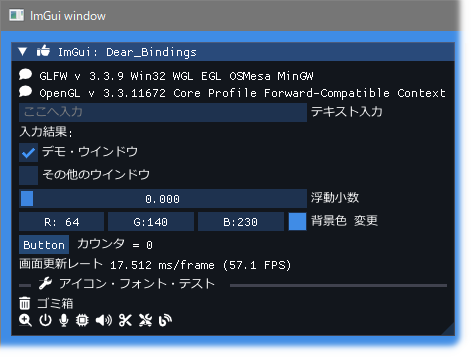 ImGui window
ImGui: Dear_Bindings
GLFW v 3.3.9 Win32 WGL EGL OSMesa MinGW
OpenGL v 3.3.11672 Core Profile Forward-Compatible Context
ここへ入力 テキスト入力
入力結果:
デモ・ウインドウ
その他のウインドウ
0.000 浮動小数
R: 64 G:140 B:230 背景色 変更
Button カウンタ = 0
画面更新レート 17.512 ms/frame (57.1 FPS)
アイコン・フォント・テスト
ゴミ箱